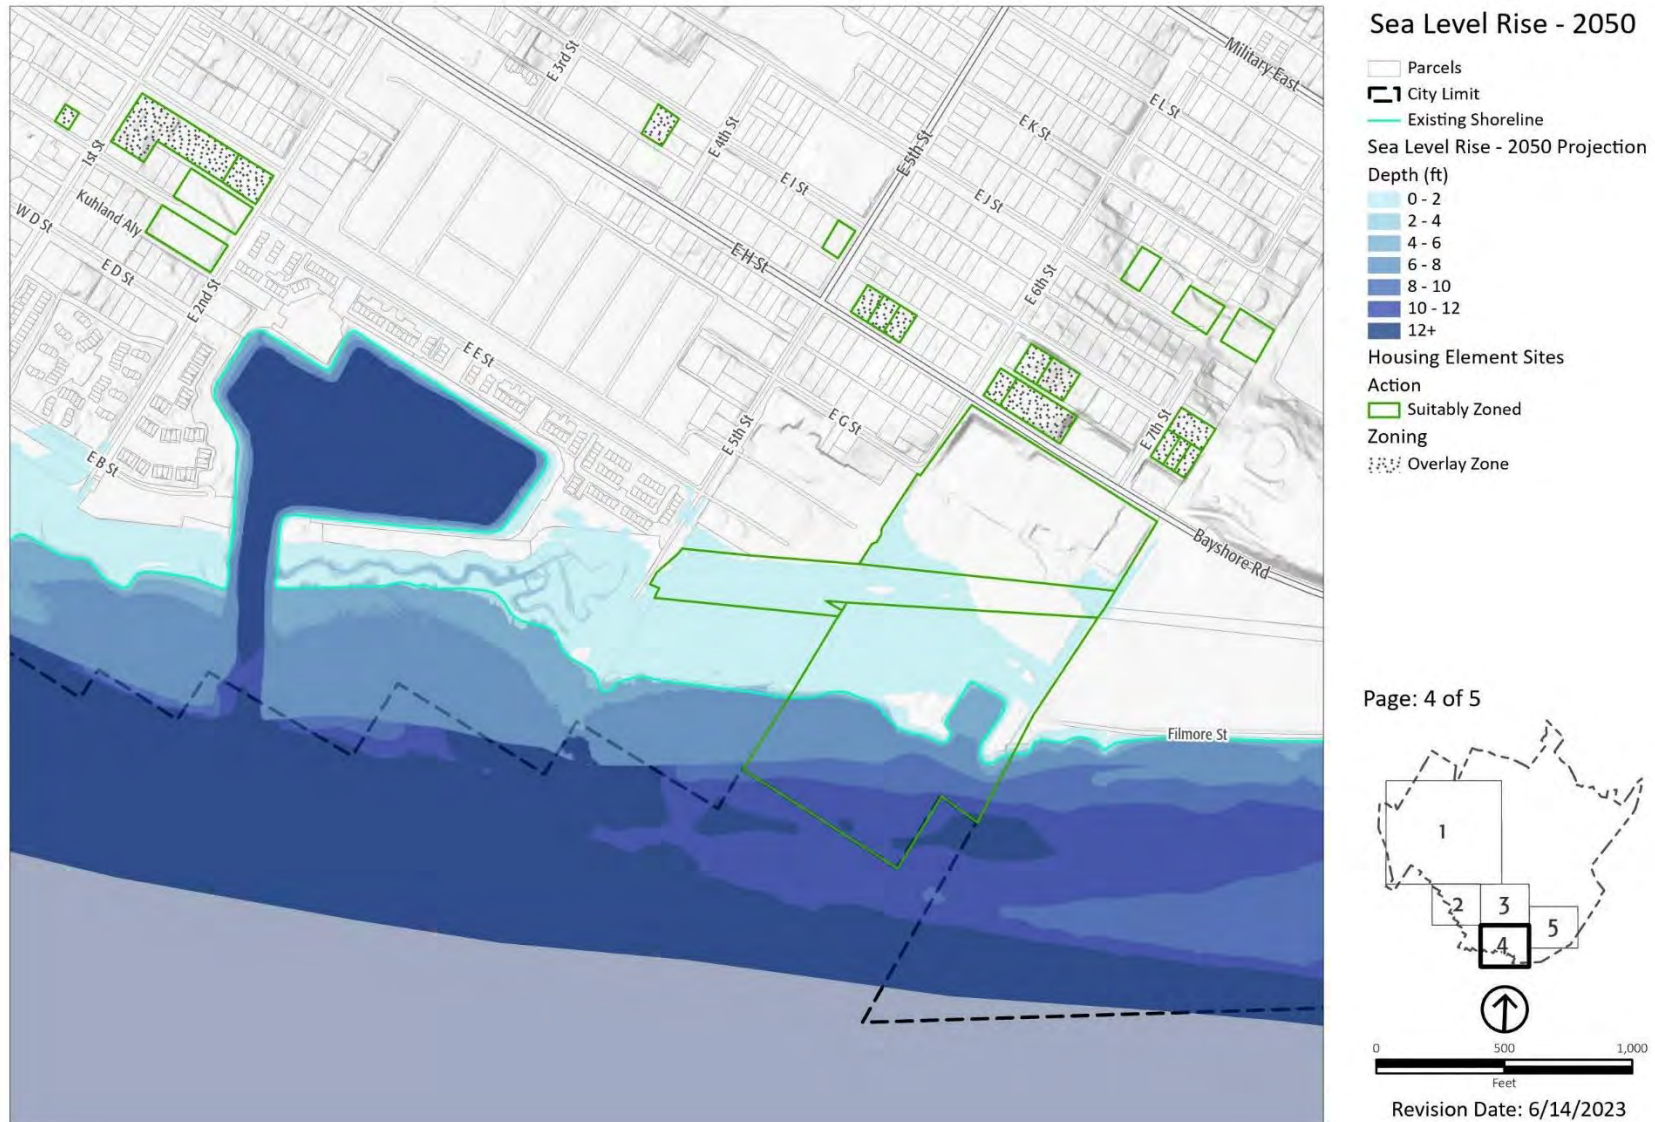 Sea Level Rise - 2050
Parcels
City Limit
Existing Shoreline
Sea Level Rise - 2050 Projection
Depth (ft)
0 - 2
2 - 4
4 - 6
6 - 8
8 - 10
10 - 12
12+
Housing Element Sites
Action
Suitably Zoned
Zoning
Overlay Zone
Page: 4 of 5
1
2
3
4
5
0
500
1,000
Feet
Revision Date: 6/14/2023
Military East
E 3rd St
E L St
E K St
E 4th St
E 5th St
1st St
E I St
E J St
Kuhland Aly
W D St
E H St
E D St
E 2nd St
E 6th St
E E St
E G St
E 5th St
E 7th St
E B St
Bayshore Rd
Filmore St